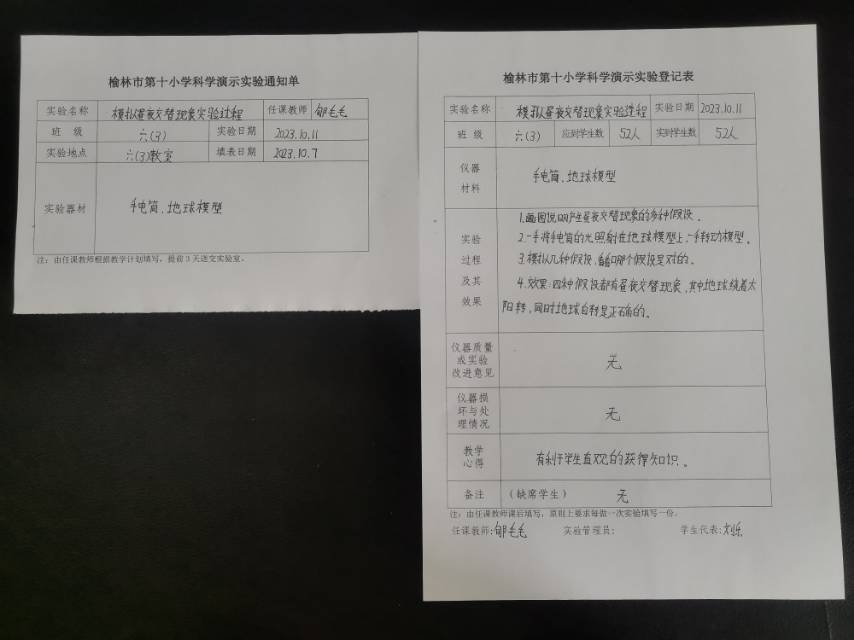 榆林市第十小学科学演示实验通知单
实验名称 模拟昼夜交替现象实验过程 任课教师 郇毛毛
班 级 六(3) 实验日期 2023.10.11
实验地点 六(3)教室 填表日期 2023.10.7
实验器材 手电筒、地球模型
注：由任课教师根据教学计划填写，提前3天送交实验室。
榆林市第十小学科学演示实验登记表
实验名称 模拟昼夜交替现象实验过程 实验日期 2023.10.11
班 级 六(3) 应到学生数 52人 实到学生数 52人
仪器
材料
手电筒、地球模型
实验
过程
及其
效果
1.画图说明产生昼夜交替现象的多种假设。
2.一手将手电筒的光照射在地球模型上,一手转动模型。
3.模拟几种假设,看看哪个假设是对的。
4.效果:四种假设都有昼夜交替现象,其中地球绕着太
阳转,同时地球自转是正确的。
仪器质量
或实验
改进意见
无
仪器损
坏与处
理情况
无
教学
心得
有利于学生直观的获得知识。
备注 （缺席学生） 无
注：由任课教师课后填写，原则上要求每做一次实验填写一份。
任课教师:郇毛毛 实验管理员: 学生代表: